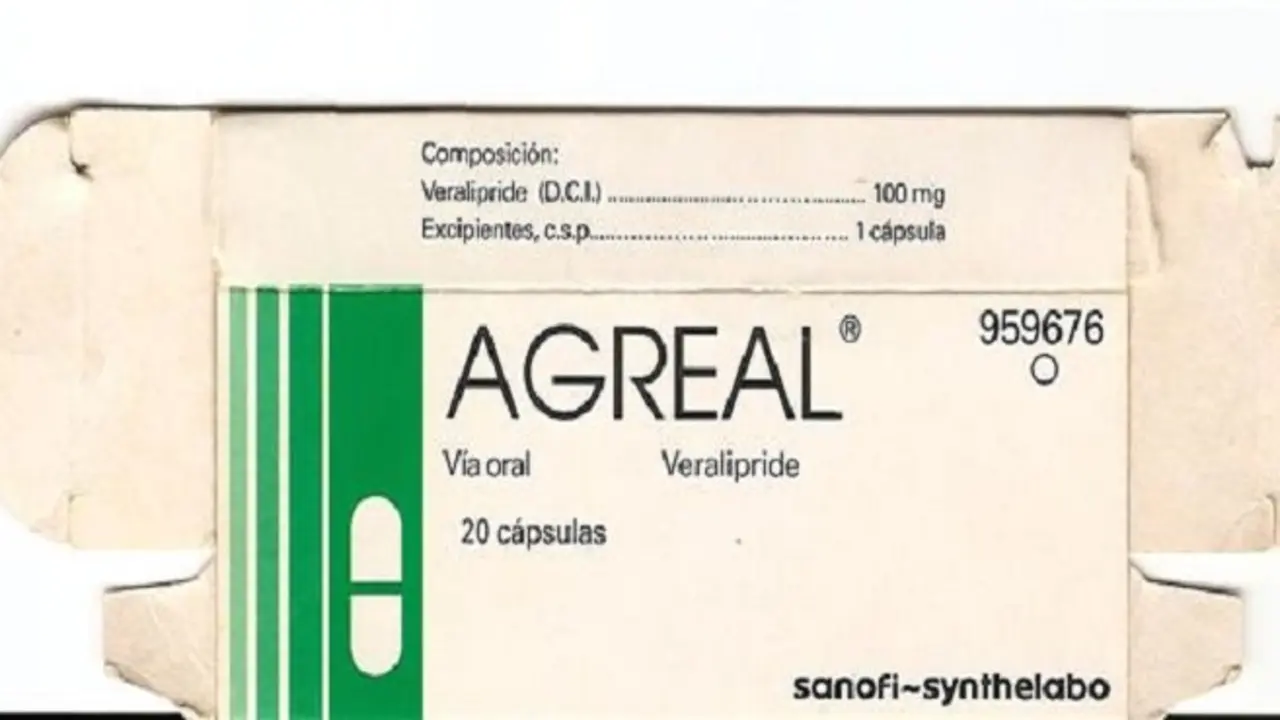 Composición:
Veralipride (D.C.I.) ........................................ 100 mg
Excipientes, c.s.p. ........................................ 1 cápsula
AGREAL®
959676
Vía oral
Veralipride
20 cápsulas
sanofi~synthelabo